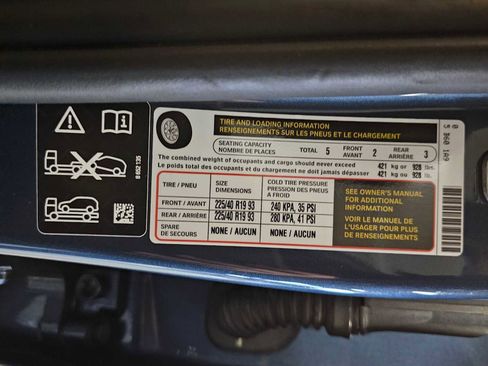 TIRE AND LOADING INFORMATION
RENSEIGNEMENTS SUR LES PNEUS ET LE CHARGEMENT
SEATING CAPACITY
NOMBRE DE PLACES
TOTAL 5
FRONT
AVANT 2
REAR
ARRIÈRE 3
The combined weight of occupants and cargo should never exceed 421 kg or 928 lbs.
Le poids total des occupants et du chargement ne doit jamais dépasser 421 kg ou 928 lb.
TIRE / PNEU
SIZE
DIMENSIONS
COLD TIRE PRESSURE
PRESSION DES PNEUS À
FROID
FRONT / AVANT 225/40 R19 93 240 KPA, 35 PSI
REAR / ARRIÈRE 225/40 R19 93 280 KPA, 41 PSI
SPARE
DE SECOURS
NONE / AUCUN NONE / AUCUN
SEE OWNER'S MANUAL
FOR ADDITIONAL
INFORMATION
VOIR LE MANUEL DE
L'USAGER POUR PLUS
DE RENSEIGNEMENTS
8 652 135